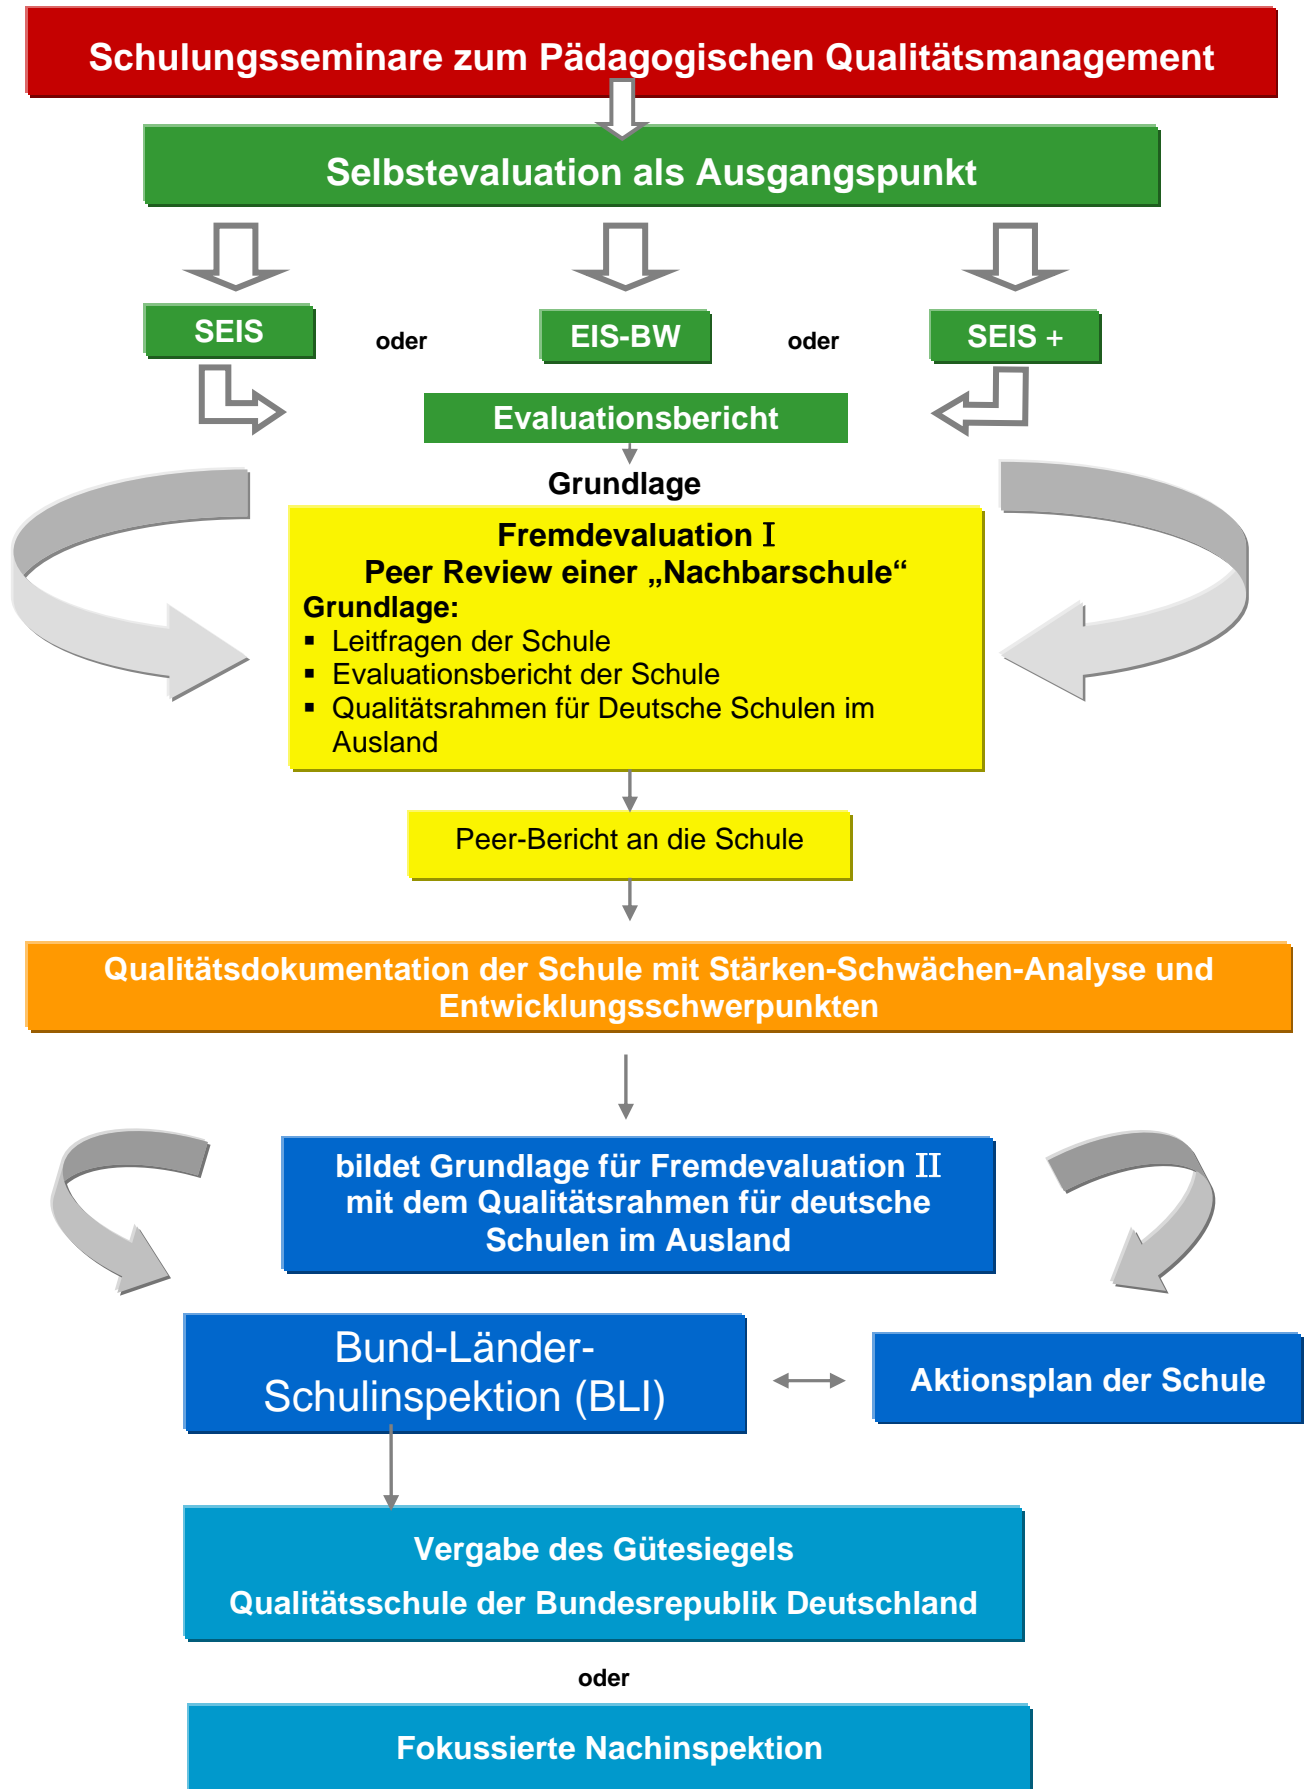 Schulungsseminare zum Pädagogischen Qualitätsmanagement
Selbstevaluation als Ausgangspunkt
SEIS
oder
EIS-BW
oder
SEIS +
Evaluationsbericht
Grundlage
Fremdevaluation I
Peer Review einer „Nachbarschule“
Grundlage:
▪ Leitfragen der Schule
▪ Evaluationsbericht der Schule
▪ Qualitätsrahmen für Deutsche Schulen im
Ausland
Peer-Bericht an die Schule
Qualitätsdokumentation der Schule mit Stärken-Schwächen-Analyse und
Entwicklungsschwerpunkten
bildet Grundlage für Fremdevaluation II
mit dem Qualitätsrahmen für deutsche
Schulen im Ausland
Bund-Länder-
Schulinspektion (BLI)
Aktionsplan der Schule
Vergabe des Gütesiegels
Qualitätsschule der Bundesrepublik Deutschland
oder
Fokussierte Nachinspektion